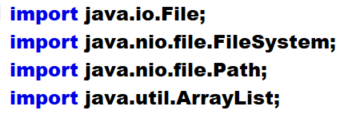 import java.io.File;
import java.nio.file.FileSystem;
import java.nio.file.Path;
import java.util.ArrayList;